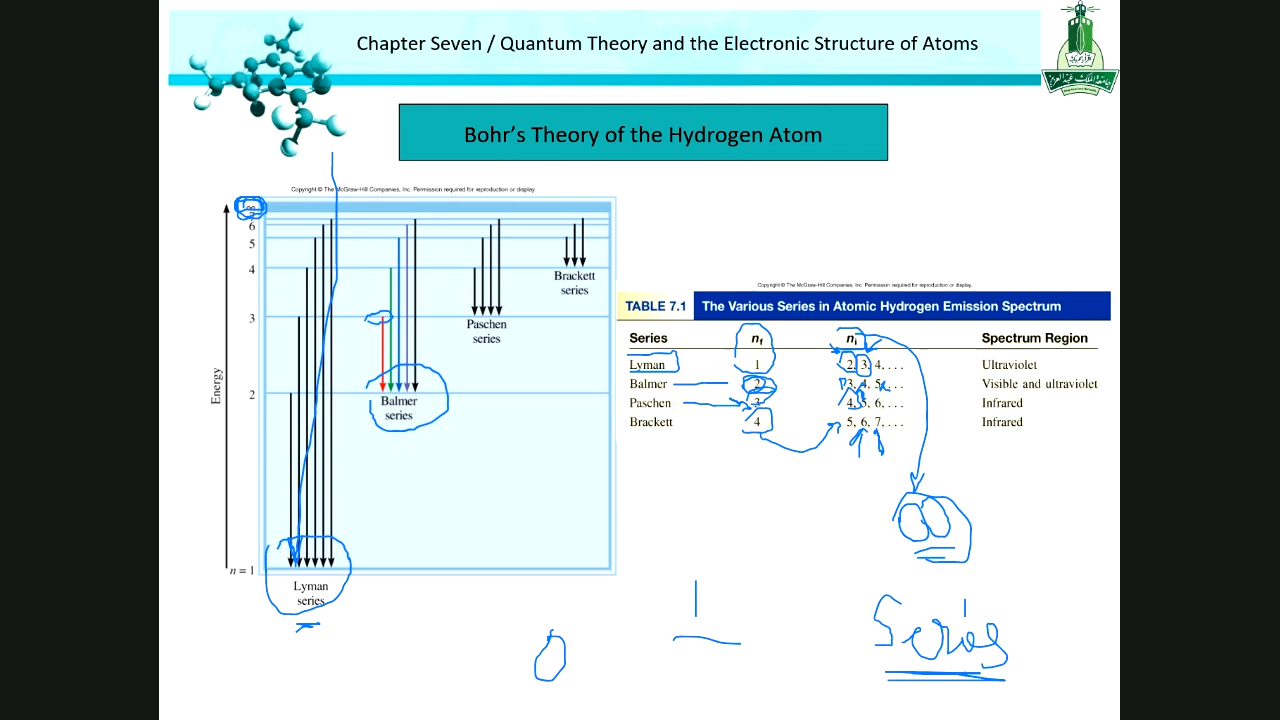 Chapter Seven / Quantum Theory and the Electronic Structure of Atoms
Bohr's Theory of the Hydrogen Atom
Copyright © The McGraw-Hill Companies, Inc. Permission required for reproduction or display.
∞
7
6
5
4
3
2
n = 1
Energy
Brackett
series
Paschen
series
Balmer
series
Lyman
series
Copyright © The McGraw-Hill Companies, Inc. Permission required for reproduction or display.
TABLE 7.1 The Various Series in Atomic Hydrogen Emission Spectrum
Series nf ni Spectrum Region
Lyman 1 2, 3, 4, . . . Ultraviolet
Balmer 2 3, 4, 5, . . . Visible and ultraviolet
Paschen 3 4, 5, 6, . . . Infrared
Brackett 4 5, 6, 7, . . . Infrared
∞
Series